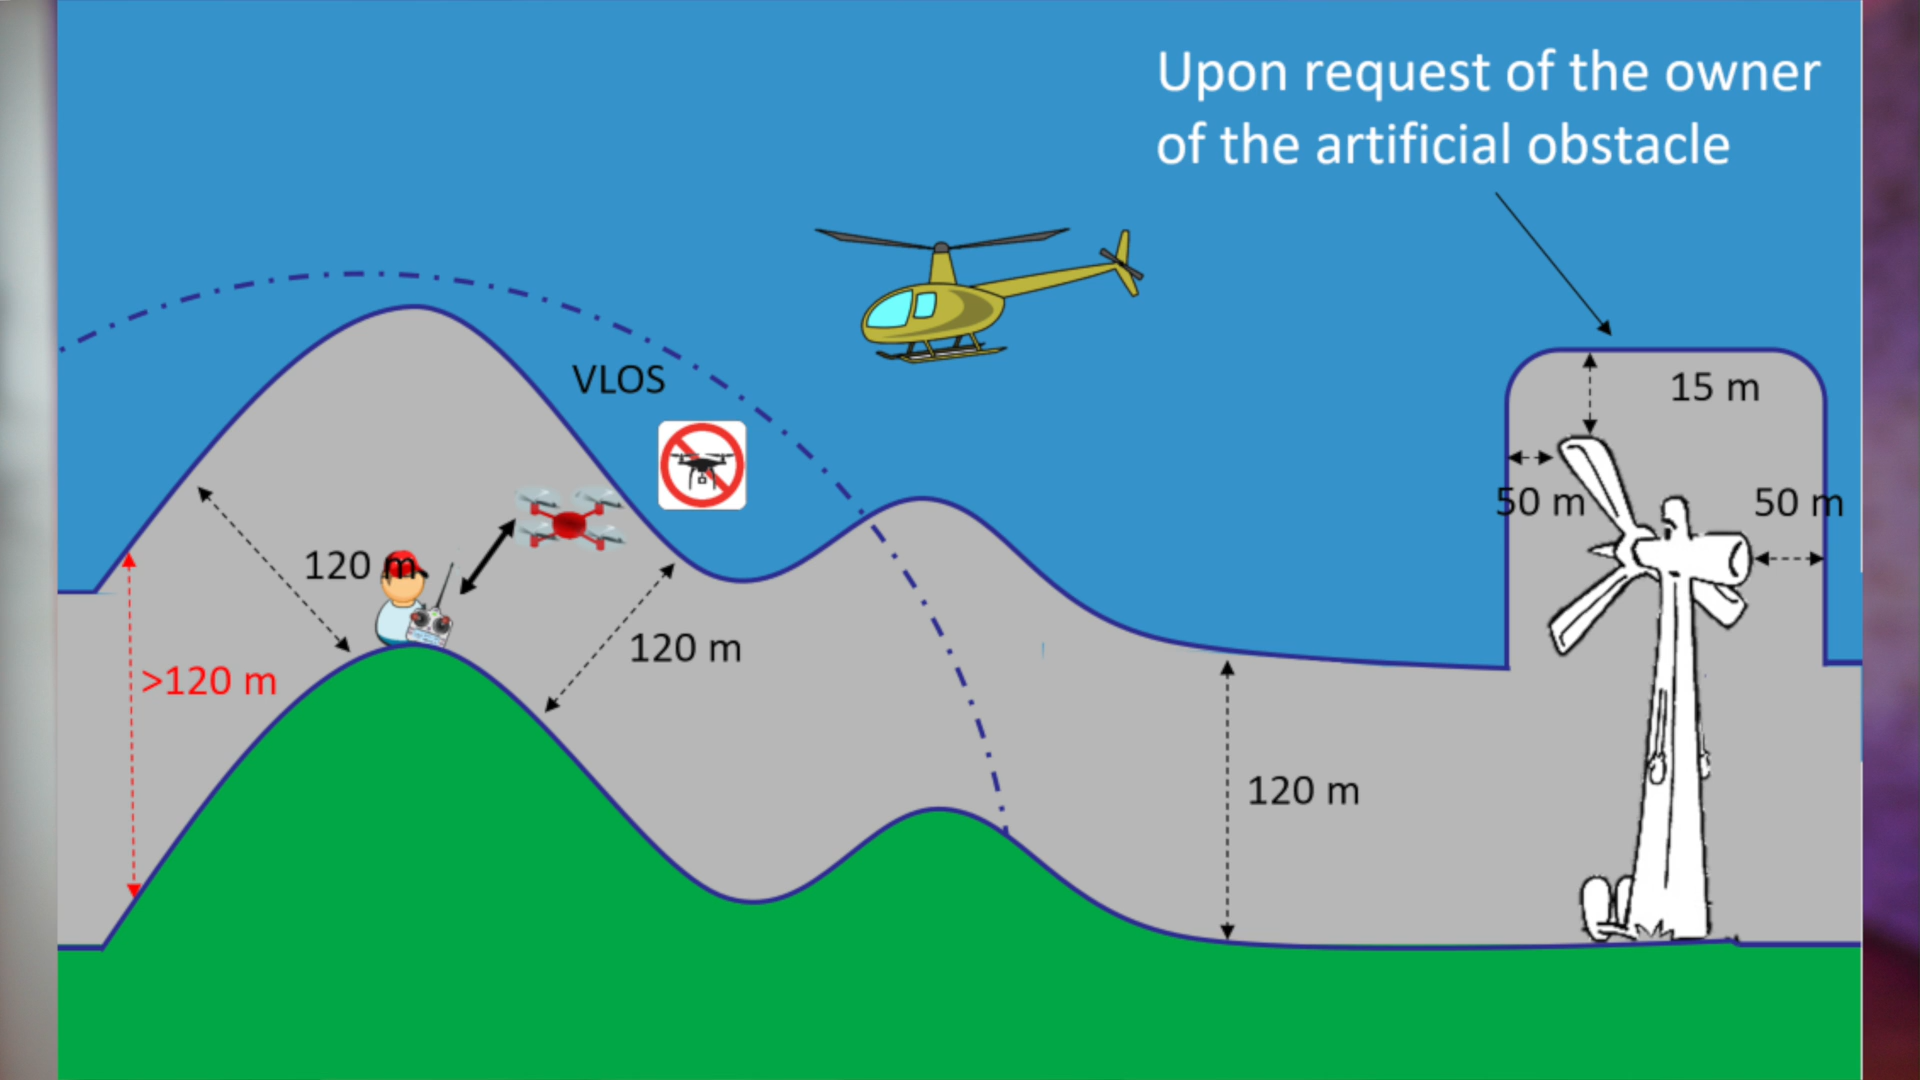 Upon request of the owner
of the artificial obstacle
VLOS
15 m
50 m
50 m
120 m
120 m
>120 m
120 m